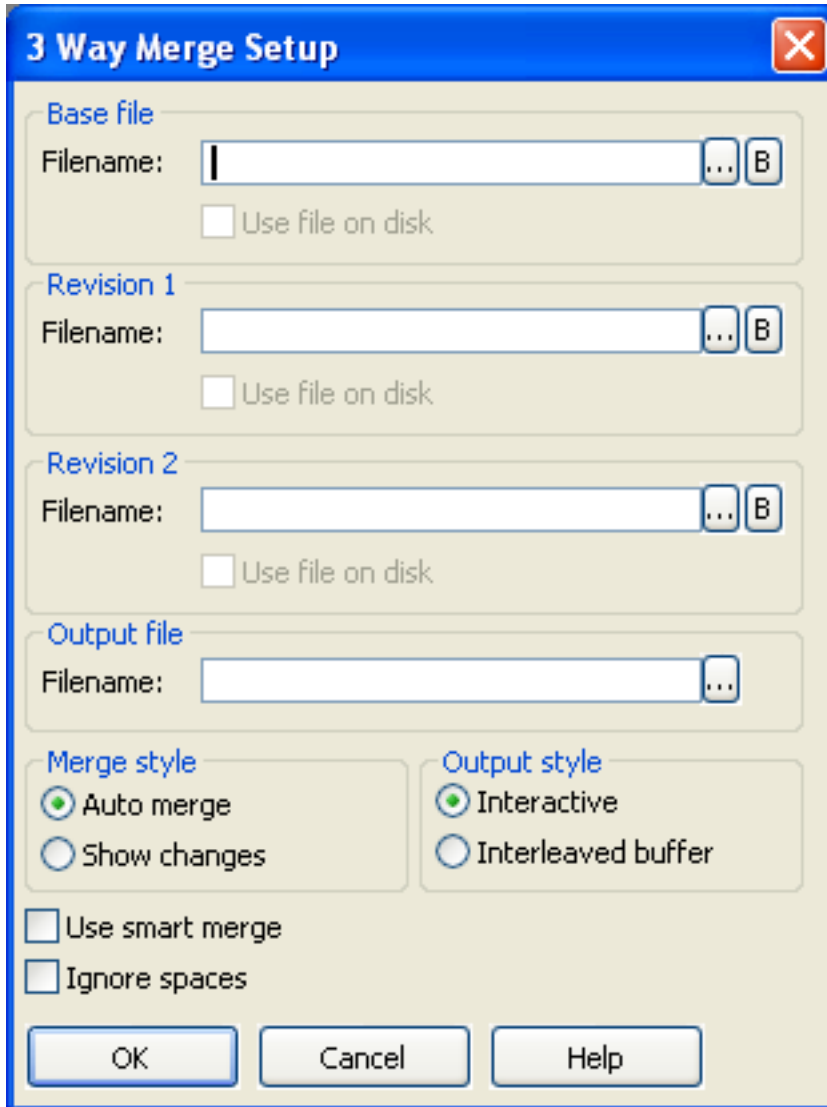 3 Way Merge Setup
Base file
Filename: ... B
Use file on disk
Revision 1
Filename: ... B
Use file on disk
Revision 2
Filename: ... B
Use file on disk
Output file
Filename: ...
Merge style
Auto merge
Show changes
Output style
Interactive
Interleaved buffer
Use smart merge
Ignore spaces
OK Cancel Help